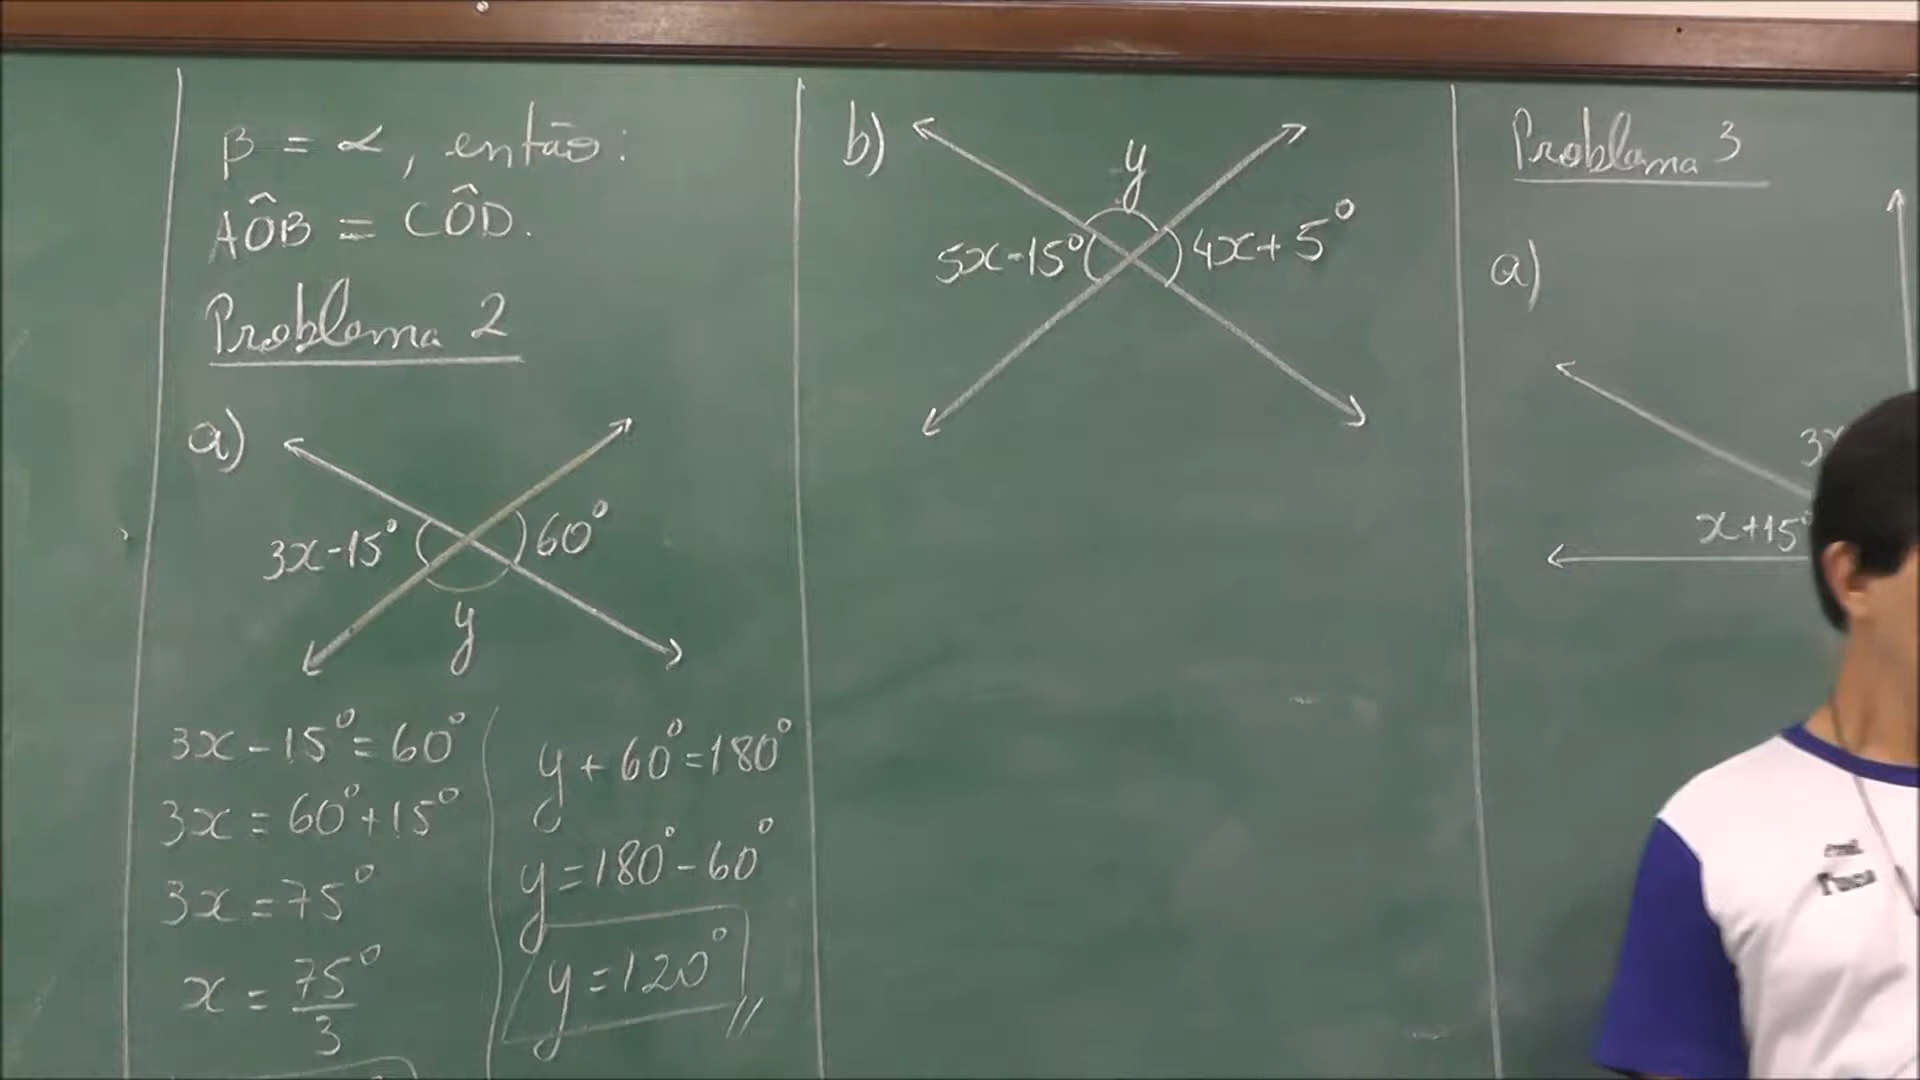 β = α, então:
AÔB = CÔD.
Problema 2
a)
3x-15°
60°
y
3x-15°=60°
3x=60°+15°
3x=75°
x=75°/3
y+60°=180°
y=180°-60°
y=120°
b)
y
5x-15°
4x+5°
Problema 3
a)
3x
x+15°